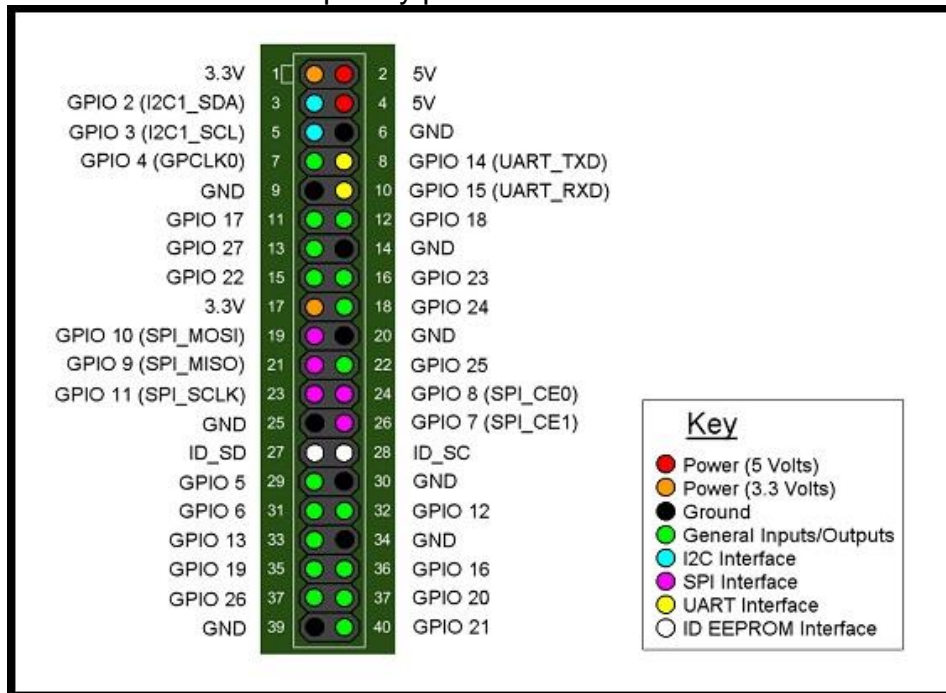 3.3V 1 2 5V
GPIO 2 (I2C1_SDA) 3 4 5V
GPIO 3 (I2C1_SCL) 5 6 GND
GPIO 4 (GPCLK0) 7 8 GPIO 14 (UART_TXD)
GND 9 10 GPIO 15 (UART_RXD)
GPIO 17 11 12 GPIO 18
GPIO 27 13 14 GND
GPIO 22 15 16 GPIO 23
3.3V 17 18 GPIO 24
GPIO 10 (SPI_MOSI) 19 20 GND
GPIO 9 (SPI_MISO) 21 22 GPIO 25
GPIO 11 (SPI_SCLK) 23 24 GPIO 8 (SPI_CE0)
GND 25 26 GPIO 7 (SPI_CE1)
ID_SD 27 28 ID_SC
GPIO 5 29 30 GND
GPIO 6 31 32 GPIO 12
GPIO 13 33 34 GND
GPIO 19 35 36 GPIO 16
GPIO 26 37 37 GPIO 20
GND 39 40 GPIO 21
Key
Power (5 Volts)
Power (3.3 Volts)
Ground
General Inputs/Outputs
I2C Interface
SPI Interface
UART Interface
ID EEPROM Interface